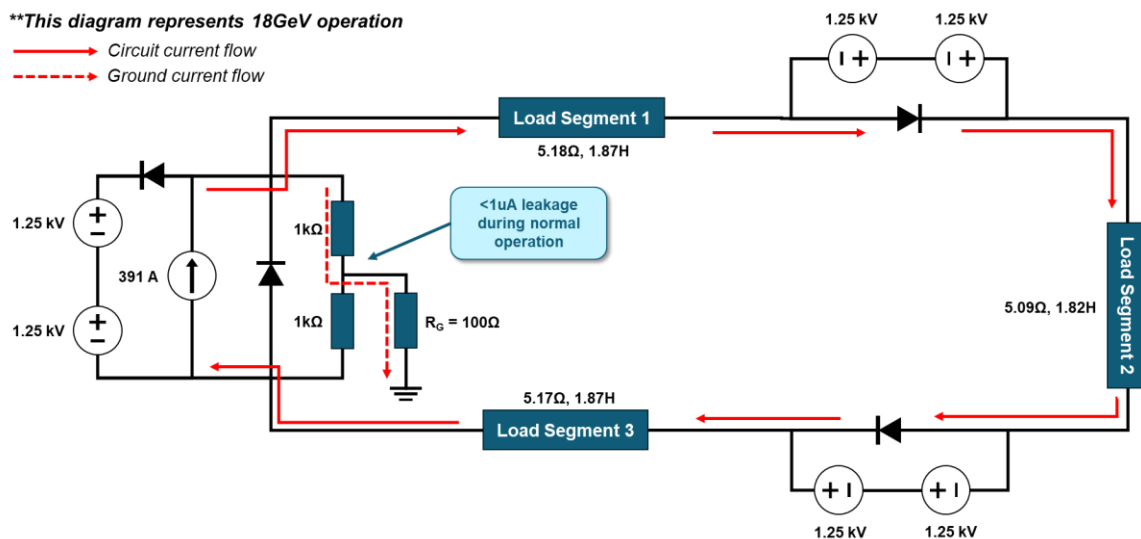 **This diagram represents 18GeV operation
Circuit current flow
Ground current flow
1.25 kV
1.25 kV
Load Segment 1
5.18Ω, 1.87H
<1uA leakage
during normal
operation
1.25 kV
1kΩ
391 A
1kΩ
R_G = 100Ω
1.25 kV
5.09Ω, 1.82H
Load Segment 2
5.17Ω, 1.87H
Load Segment 3
1.25 kV
1.25 kV